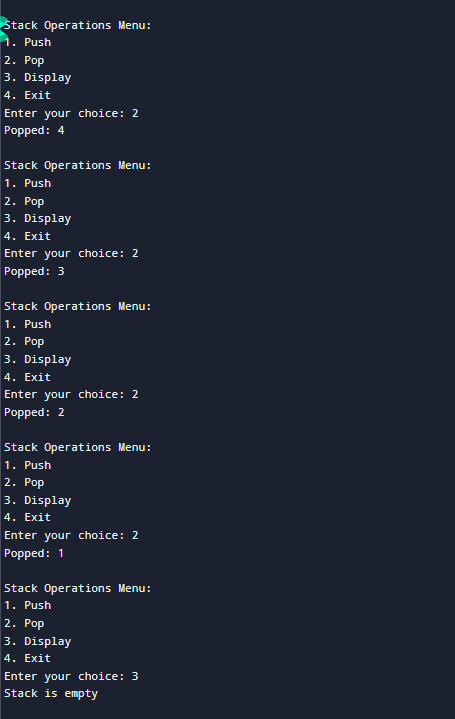 Stack Operations Menu:
1. Push
2. Pop
3. Display
4. Exit
Enter your choice: 2
Popped: 4
Stack Operations Menu:
1. Push
2. Pop
3. Display
4. Exit
Enter your choice: 2
Popped: 3
Stack Operations Menu:
1. Push
2. Pop
3. Display
4. Exit
Enter your choice: 2
Popped: 2
Stack Operations Menu:
1. Push
2. Pop
3. Display
4. Exit
Enter your choice: 2
Popped: 1
Stack Operations Menu:
1. Push
2. Pop
3. Display
4. Exit
Enter your choice: 3
Stack is empty